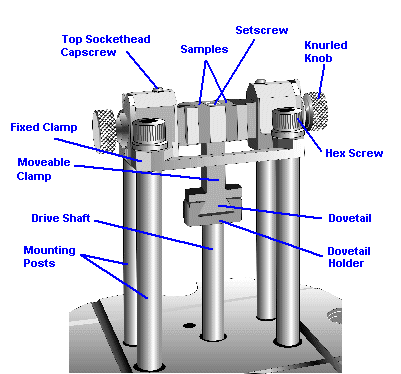 Top Sockethead
Capscrew
Samples
Setscrew
Knurled
Knob
Fixed Clamp
Moveable
Clamp
Hex Screw
Drive Shaft
Dovetail
Mounting
Posts
Dovetail
Holder